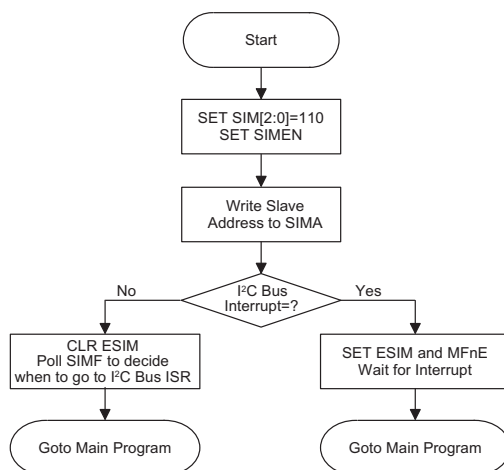 Start
SET SIM[2:0]=110
SET SIMEN
Write Slave
Address to SIMA
I²C Bus
Interrupt=?
No
Yes
CLR ESIM
Poll SIMF to decide
when to go to I²C Bus ISR
SET ESIM and MFnE
Wait for Interrupt
Goto Main Program
Goto Main Program